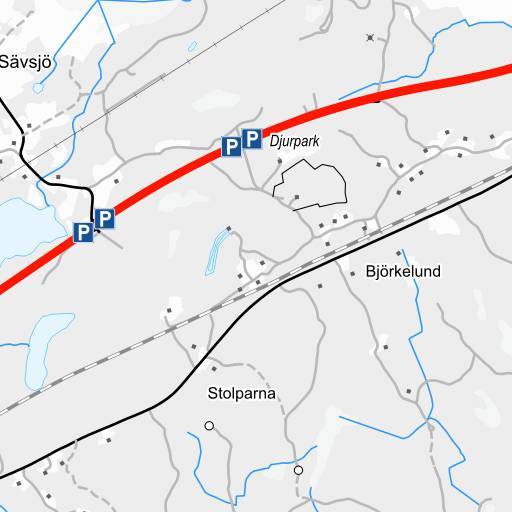 Sävsjö
P
P
Djurpark
P
P
Björkelund
Stolparna